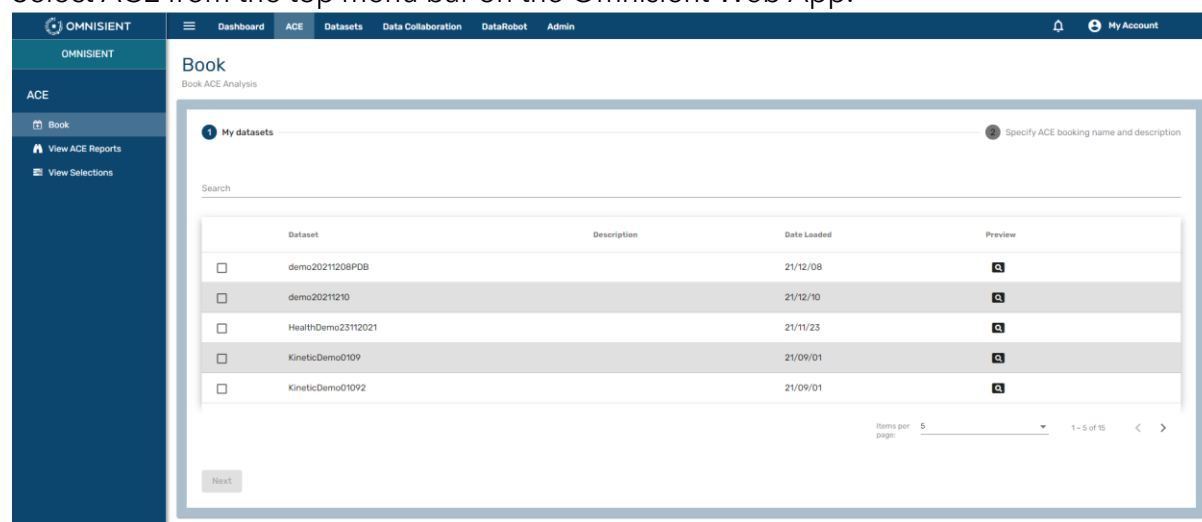 Select ACE from the top menu bar on the Omnisient Web App.
OMNISIENT Dashboard ACE Datasets Data Collaboration DataRobot Admin My Account
OMNISIENT
Book
Book ACE Analysis
ACE
Book
View ACE Reports
View Selections
1 My datasets 2 Specify ACE booking name and description
Search
Dataset Description Date Loaded Preview
demo20211208PDB 21/12/08
demo20211210 21/12/10
HealthDemo23112021 21/11/23
KineticDemo0109 21/09/01
KineticDemo01092 21/09/01
Items per page: 5 1 – 5 of 15
Next